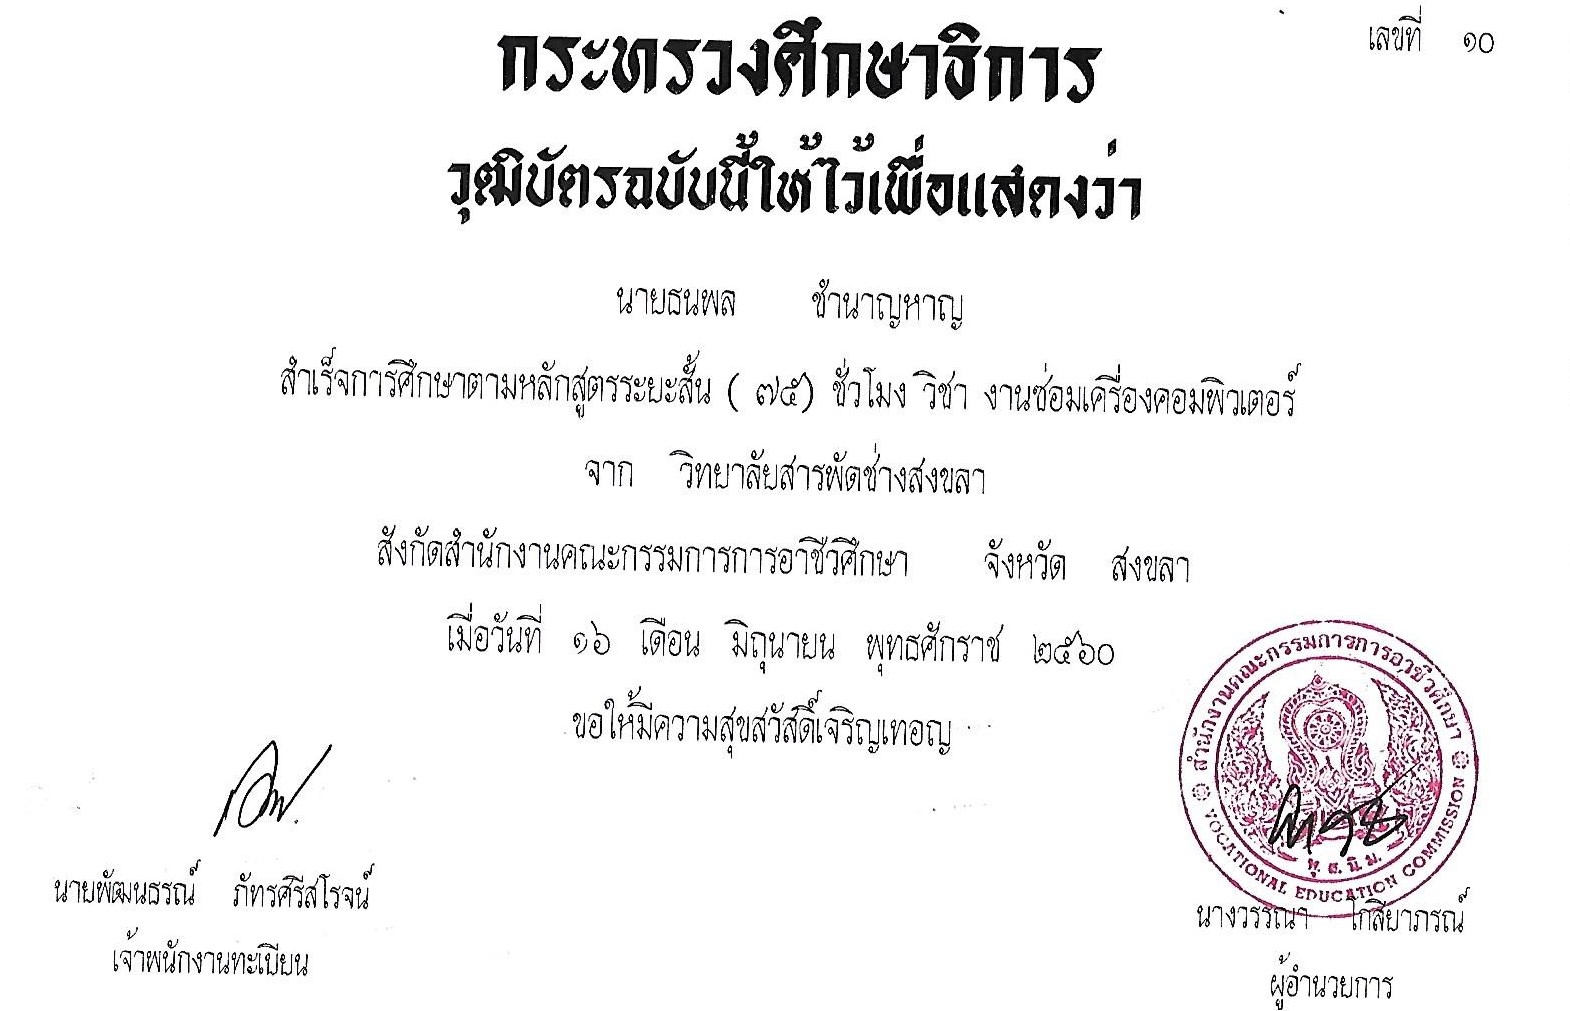 เลขที่ ๑๐
กระทรวงศึกษาธิการ
วุฒิบัตรฉบับนี้ให้ไว้เพื่อแสดงว่า
นายธนพล ชำนาญหาญ
สำเร็จการศึกษาตามหลักสูตรระยะสั้น ( ๗๕) ชั่วโมง วิชา งานซ่อมเครื่องคอมพิวเตอร์
จาก วิทยาลัยสารพัดช่างสงขลา
สังกัดสำนักงานคณะกรรมการการอาชีวศึกษา จังหวัด สงขลา
เมื่อวันที่ ๑๖ เดือน มิถุนายน พุทธศักราช ๒๕๖๐
ขอให้มีความสุขสวัสดิ์เจริญเทอญ
สำนักงานคณะกรรมการการอาชีวศึกษา
ทุ ส. นิ ม.
VOCATIONAL EDUCATION COMMISSION
นายพัฒนธรณ์ ภัทรศรีสโรจน์
เจ้าพนักงานทะเบียน
นางวรรณา โกสียาภรณ์
ผู้อำนวยการ